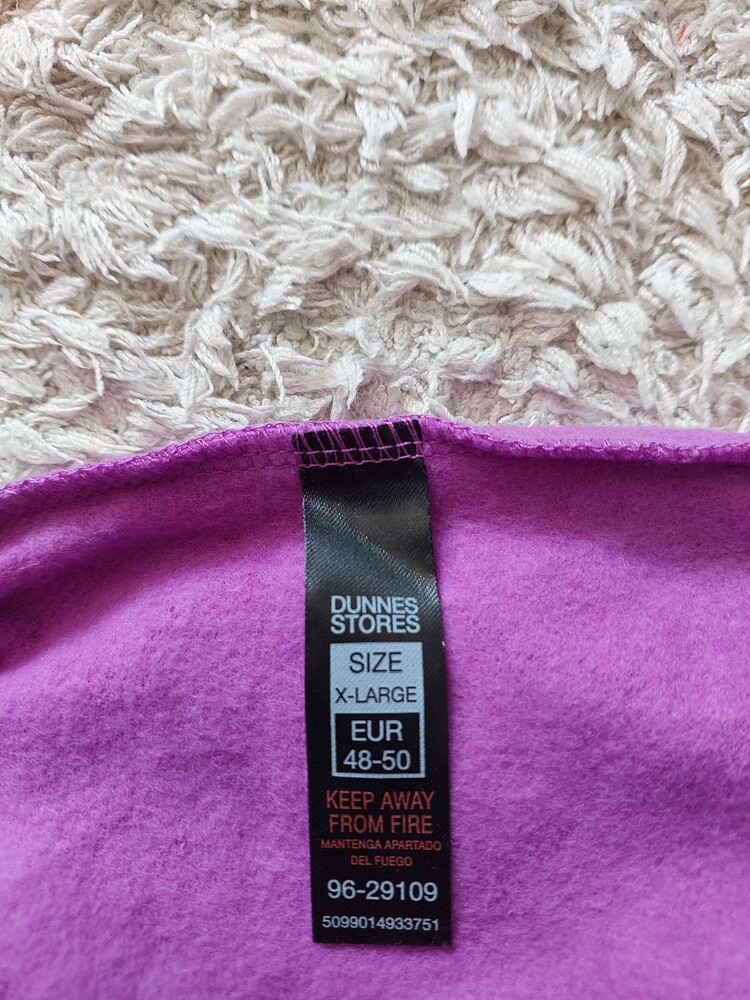 DUNNES
STORES
SIZE
X-LARGE
EUR
48-50
KEEP AWAY
FROM FIRE
MANTENGA APARTADO
DEL FUEGO
96-29109
5099014933751